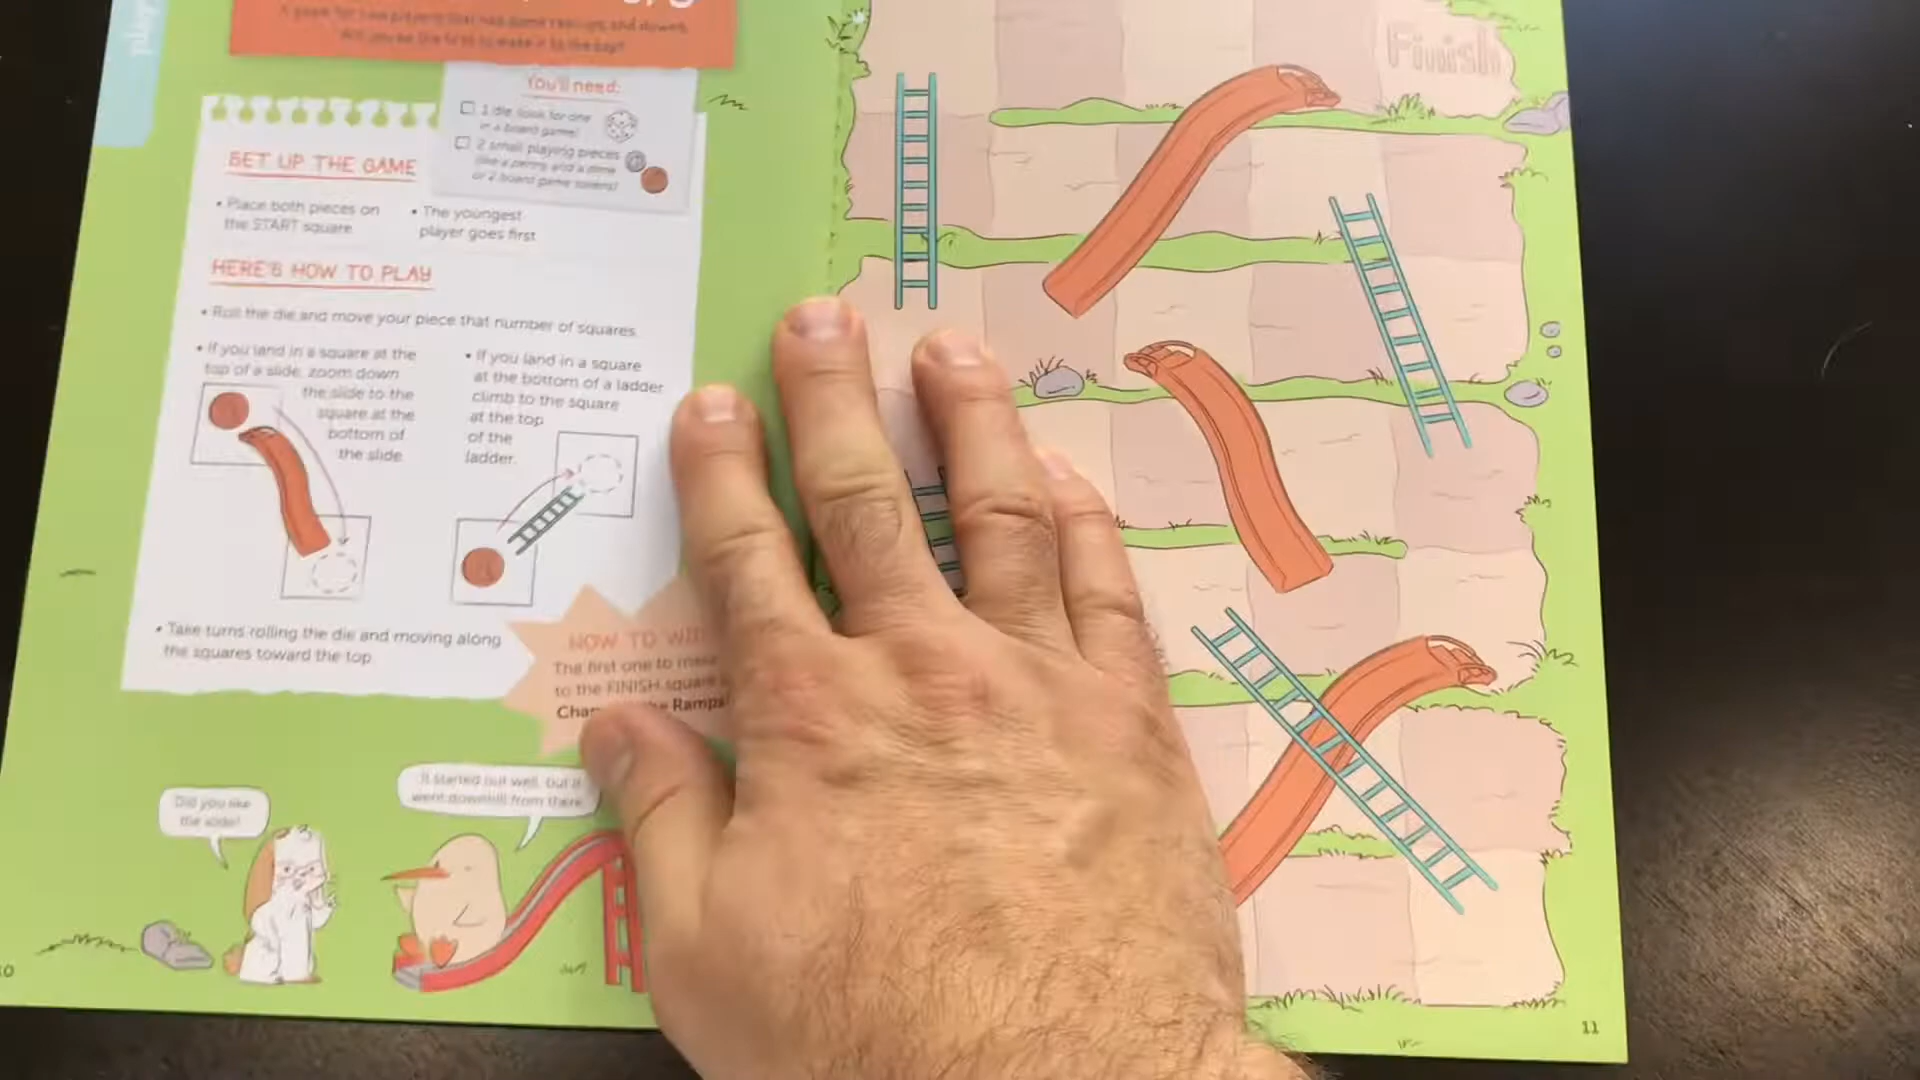 A game for two players that has some real ups and downs.
Will you be the first to make it to the top?
You'll need:
1 die (look for one
in a board game)
2 small playing pieces
(like a penny and a dime
or 2 board game tokens)
SET UP THE GAME
• Place both pieces on
the START square
• The youngest
player goes first
HERE'S HOW TO PLAY
• Roll the die and move your piece that number of squares.
• If you land in a square at the
top of a slide, zoom down
the slide to the
square at the
bottom of
the slide.
• If you land in a square
at the bottom of a ladder
climb to the square
at the top
of the
ladder.
• Take turns rolling the die and moving along
the squares toward the top.
HOW TO WI
The first one to make
to the FINISH square
Ramps!
Did you like
the slide?
It started out well, but it
went downhill from there.
Finish
11